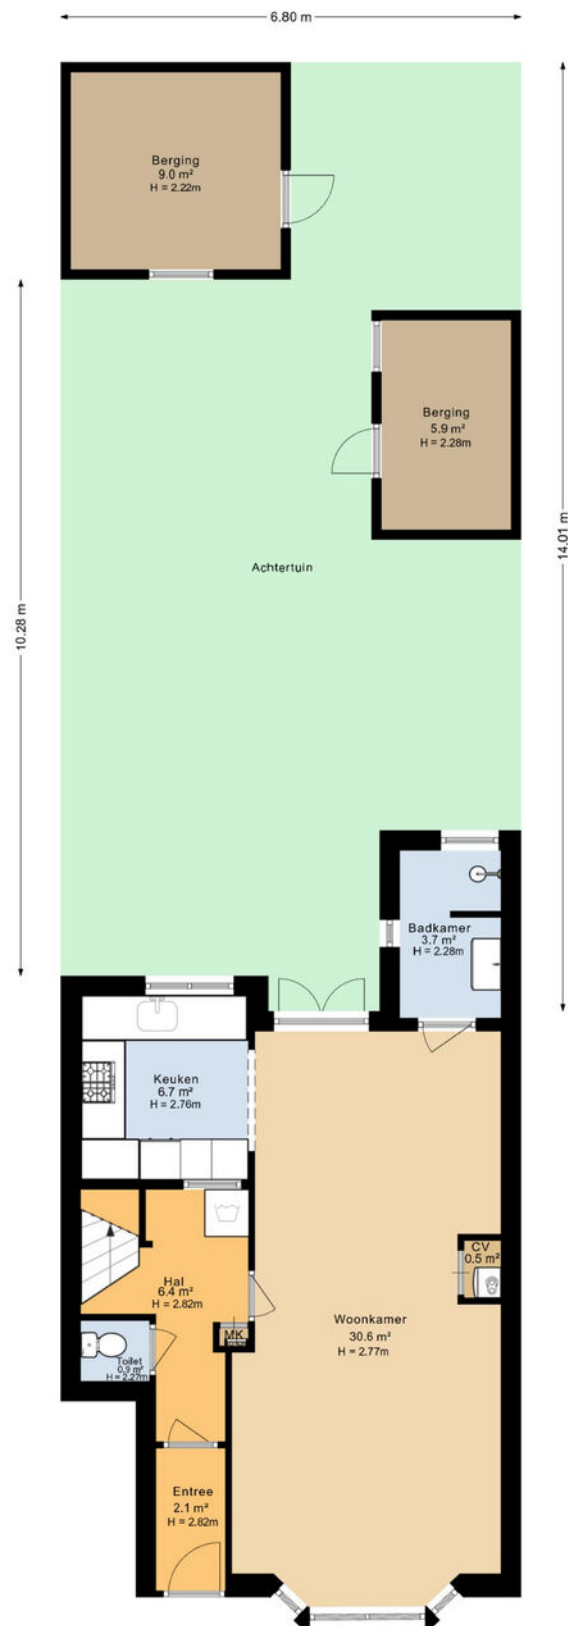 6.80 m
Berging
9.0 m²
H = 2.22m
Berging
5.9 m²
H = 2.28m
14.01 m
Achtertuin
10.28 m
Badkamer
3.7 m²
H = 2.28m
Keuken
6.7 m²
H = 2.76m
CV
0.5 m²
Hal
6.4 m²
H = 2.82m
Woonkamer
30.6 m²
H = 2.77m
MK
Toilet
0.9 m²
H = 2.27m
Entree
2.1 m²
H = 2.82m